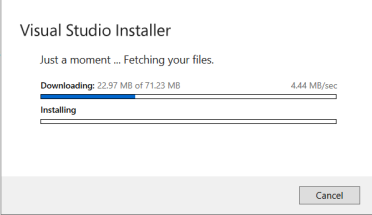 Visual Studio Installer
Just a moment ... Fetching your files.
Downloading: 22.97 MB of 71.23 MB 4.44 MB/sec
Installing
Cancel